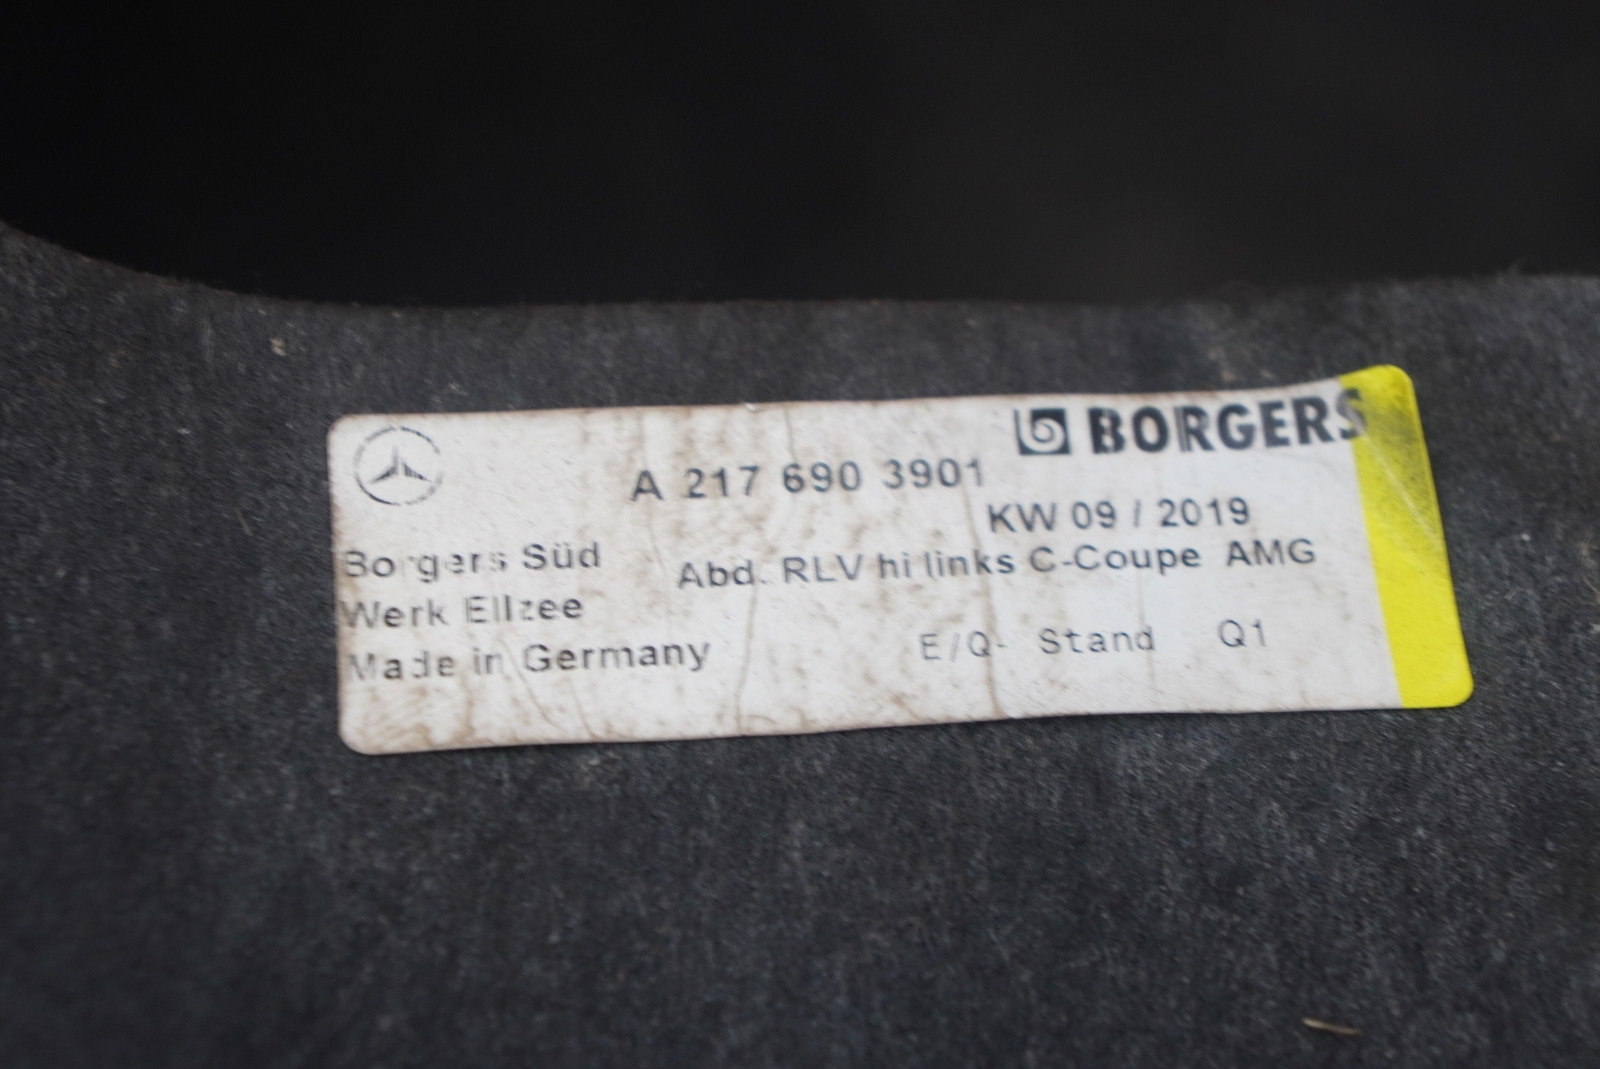 BORGERS
A 217 690 3901
KW 09 / 2019
Borgers Süd
Abd. RLV hi links C-Coupe AMG
Werk Ellzee
Made in Germany
E/Q- Stand Q1